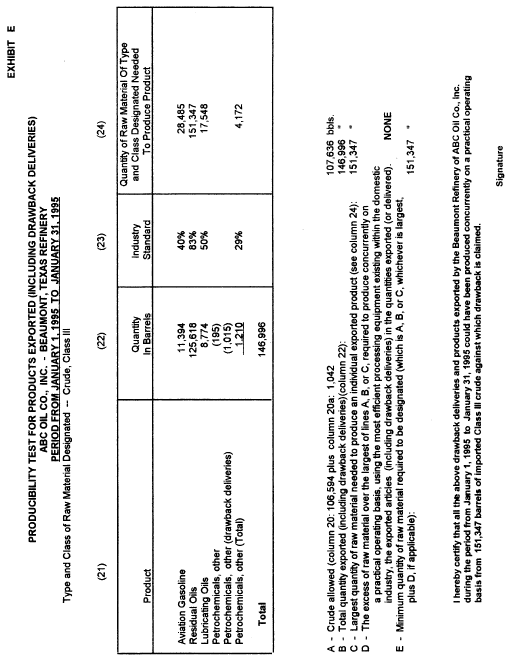 EXHIBIT E
PRODUCIBILITY TEST FOR PRODUCTS EXPORTED (INCLUDING DRAWBACK DELIVERIES)
ABC OIL CO., INC. - BEAUMONT, TEXAS REFINERY
PERIOD FROM JANUARY 1, 1995 TO JANUARY 31, 1995
Type and Class of Raw Material Designated -- Crude, Class III
(21) (22) (23) (24)
Product Quantity In Barrels Industry Standard Quantity of Raw Material Of Type and Class Designated Needed To Produce Product
Aviation Gasoline 11,394 40% 28,485
Residual Oils 125,618 83% 151,347
Lubricating Oils 8,774 50% 17,548
Petrochemicals, other (195)
Petrochemicals, other (drawback deliveries) (1,015)
Petrochemicals, other (Total) 1,210 29% 4,172
Total 146,996
A - Crude allowed (column 20: 106,594 plus column 20a: 1,042 107,636 bbls.
B - Total quantity exported (including drawback deliveries)(column 22): 146,996 "
C - Largest quantity of raw material needed to produce an individual exported product (see column 24): 151,347 "
D - The excess of raw material over the largest of lines A, B, or C, required to produce concurrently on
a practical operating basis, using the most efficient processing equipment existing within the domestic
industry, the exported articles (including drawback deliveries) in the quantities exported (or delivered). NONE
E - Minimum quantity of raw material required to be designated (which is A, B, or C, whichever is largest,
plus D, if applicable): 151,347 "
I hereby certify that all the above drawback deliveries and products exported by the Beaumont Refinery of ABC Oil Co., Inc.
during the period from January 1, 1995 to January 31, 1995 could have been produced concurrently on a practical operating
basis from 151,347 barrels of imported Class III crude against which drawback is claimed.
Signature